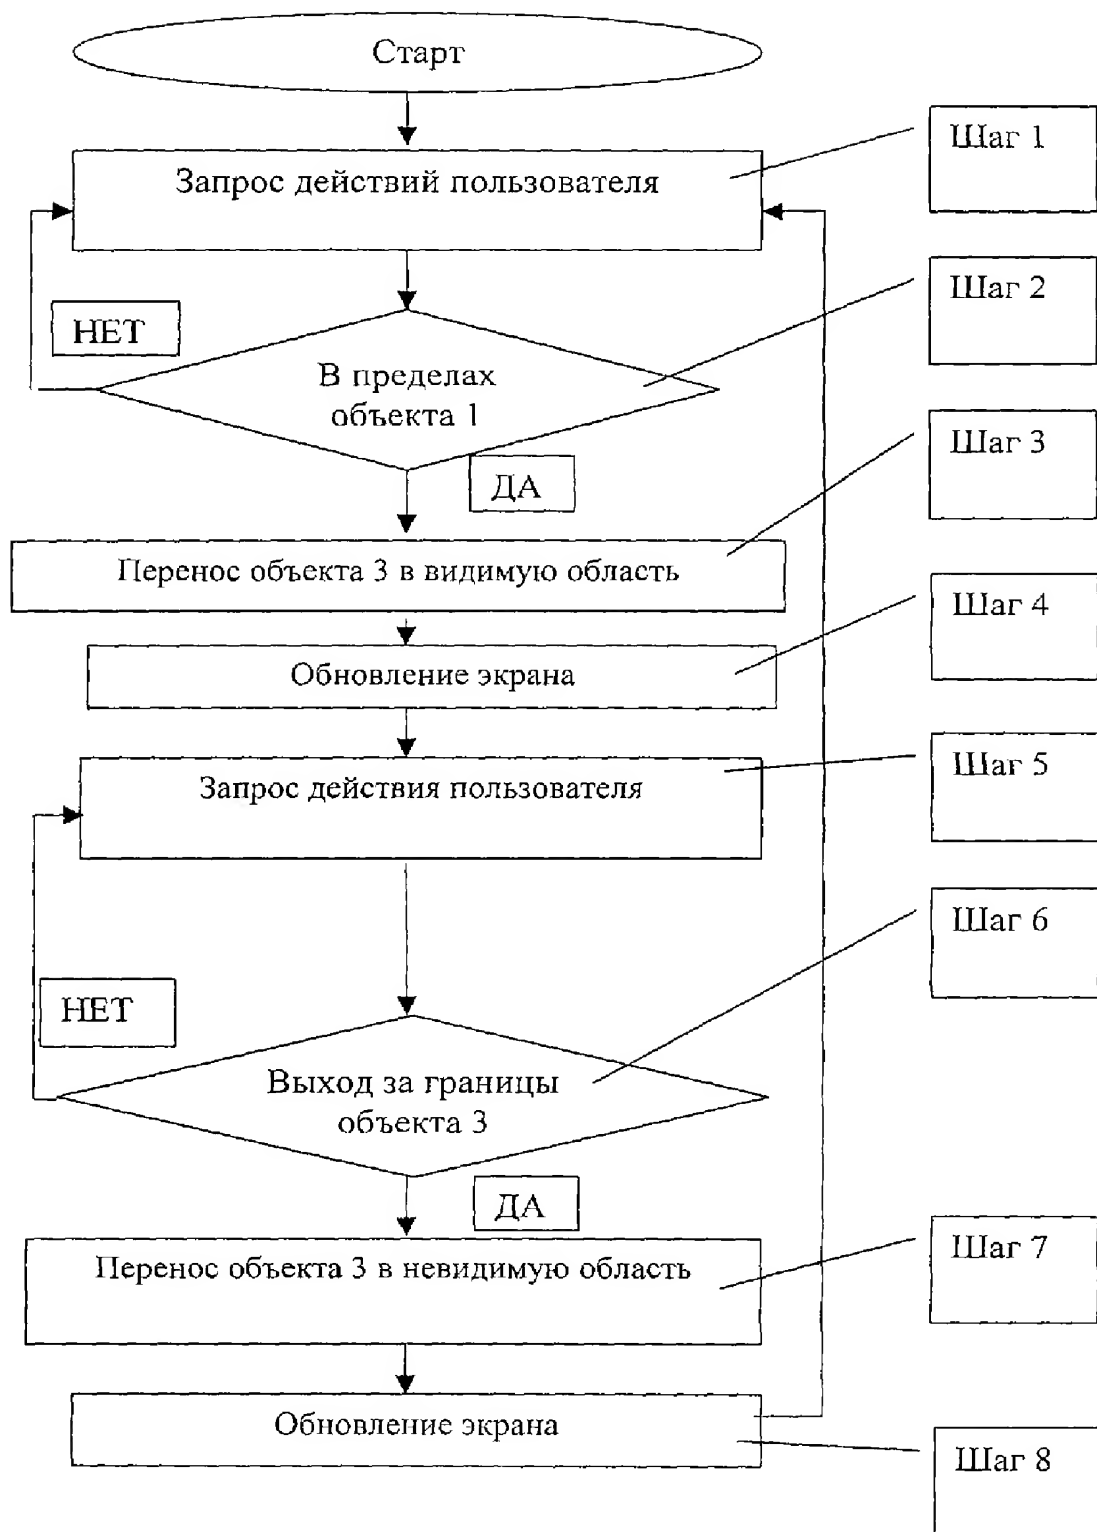 Старт
Шаг 1
Запрос действий пользователя
Шаг 2
НЕТ
В пределах
объекта 1
Шаг 3
ДА
Перенос объекта 3 в видимую область
Шаг 4
Обновление экрана
Шаг 5
Запрос действия пользователя
Шаг 6
НЕТ
Выход за границы
объекта 3
ДА
Шаг 7
Перенос объекта 3 в невидимую область
Обновление экрана
Шаг 8